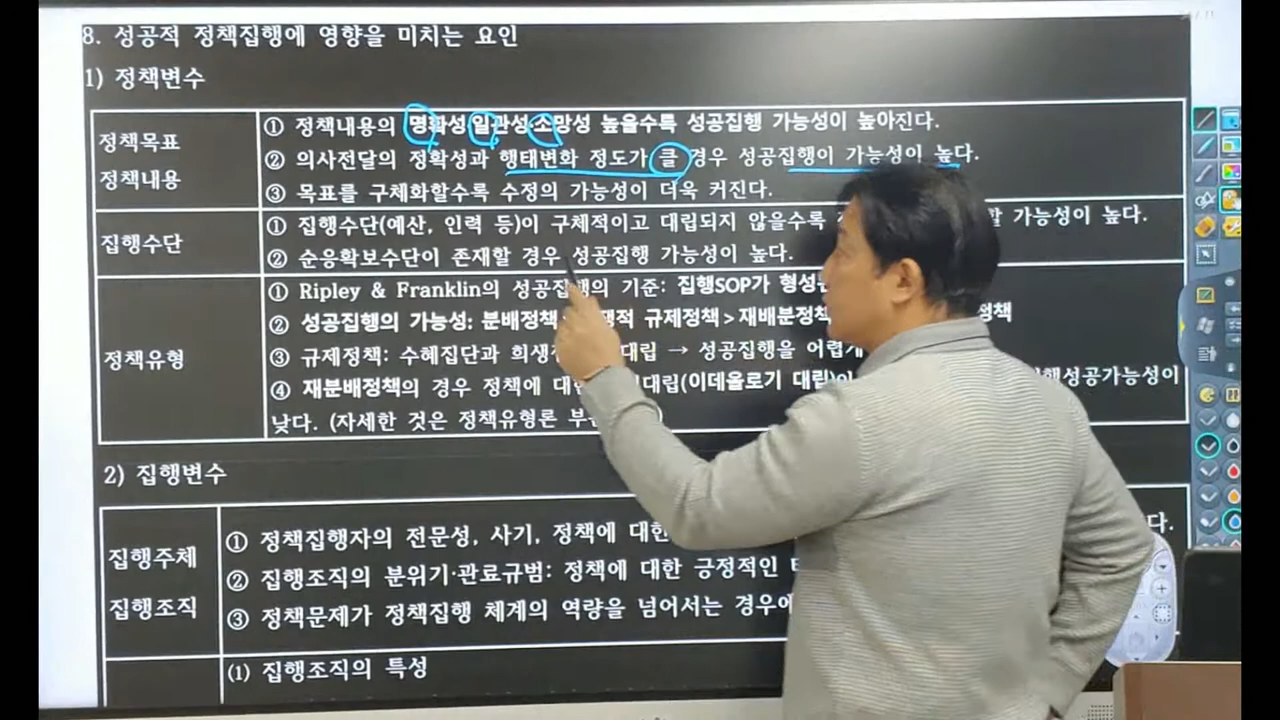 8. 성공적 정책집행에 영향을 미치는 요인
1) 정책변수
정책목표
정책내용
① 정책내용의 명확성·일관성·소망성 높을수록 성공집행 가능성이 높아진다.
② 의사전달의 정확성과 행태변화 정도가 클 경우 성공집행이 가능성이 높다.
③ 목표를 구체화할수록 수정의 가능성이 더욱 커진다.
집행수단
① 집행수단(예산, 인력 등)이 구체적이고 대립되지 않을수록 할 가능성이 높다.
② 순응확보수단이 존재할 경우 성공집행 가능성이 높다.
정책유형
① Ripley & Franklin의 성공집행의 기준: 집행SOP가
② 성공집행의 가능성: 분배정책 규제정책 > 재배분정책
③ 규제정책: 수혜집단과 대립 → 성공집행을 어렵게
④ 재분배정책의 경우 정책에 (이데올로기 대립)
낮다. (자세한 것은 정책유형론
2) 집행변수
집행주체
집행조직
① 정책집행자의 전문성, 사기, 정책에 대한 다.
② 집행조직의 분위기·관료규범: 정책에 대한 긍정적인
③ 정책문제가 정책집행 체계의 역량을 넘어서는 경우에
(1) 집행조직의 특성